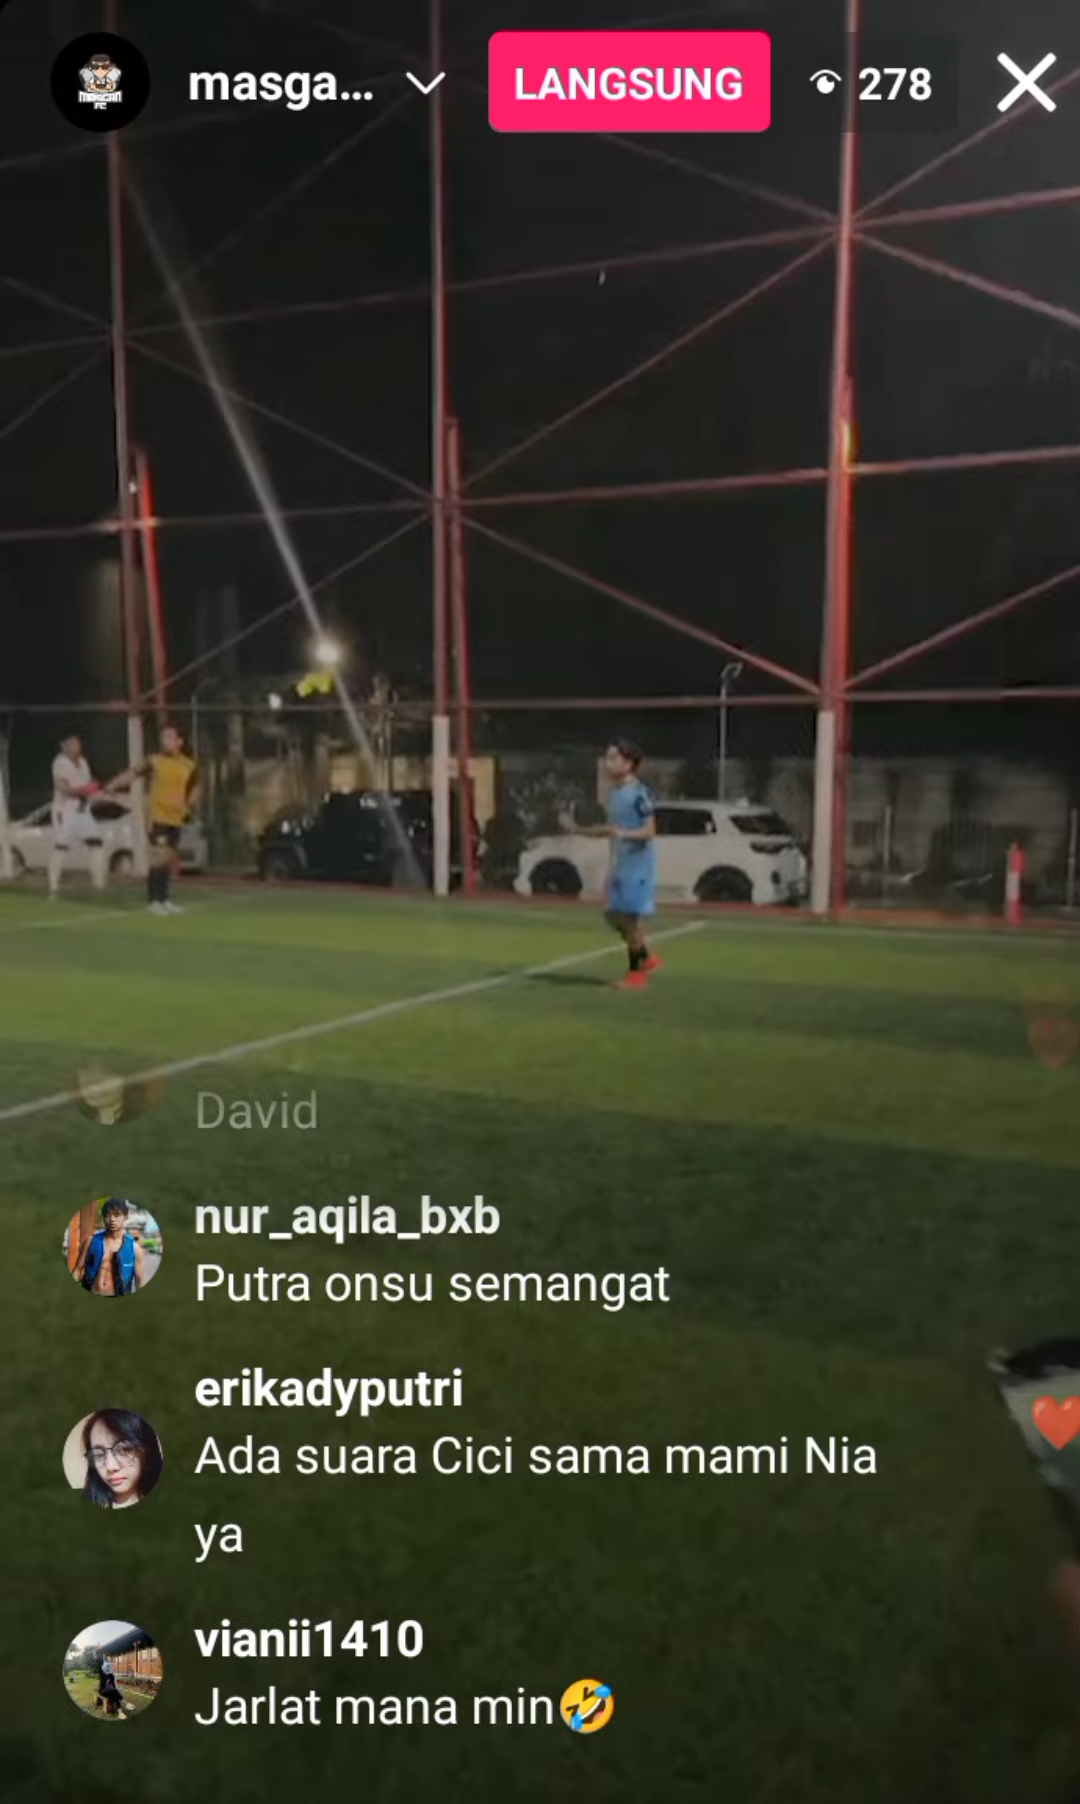 masga...
LANGSUNG
278
David
nur_aqila_bxb
Putra onsu semangat
erikadyputri
Ada suara Cici sama mami Nia
ya
vianii1410
Jarlat mana min🤣